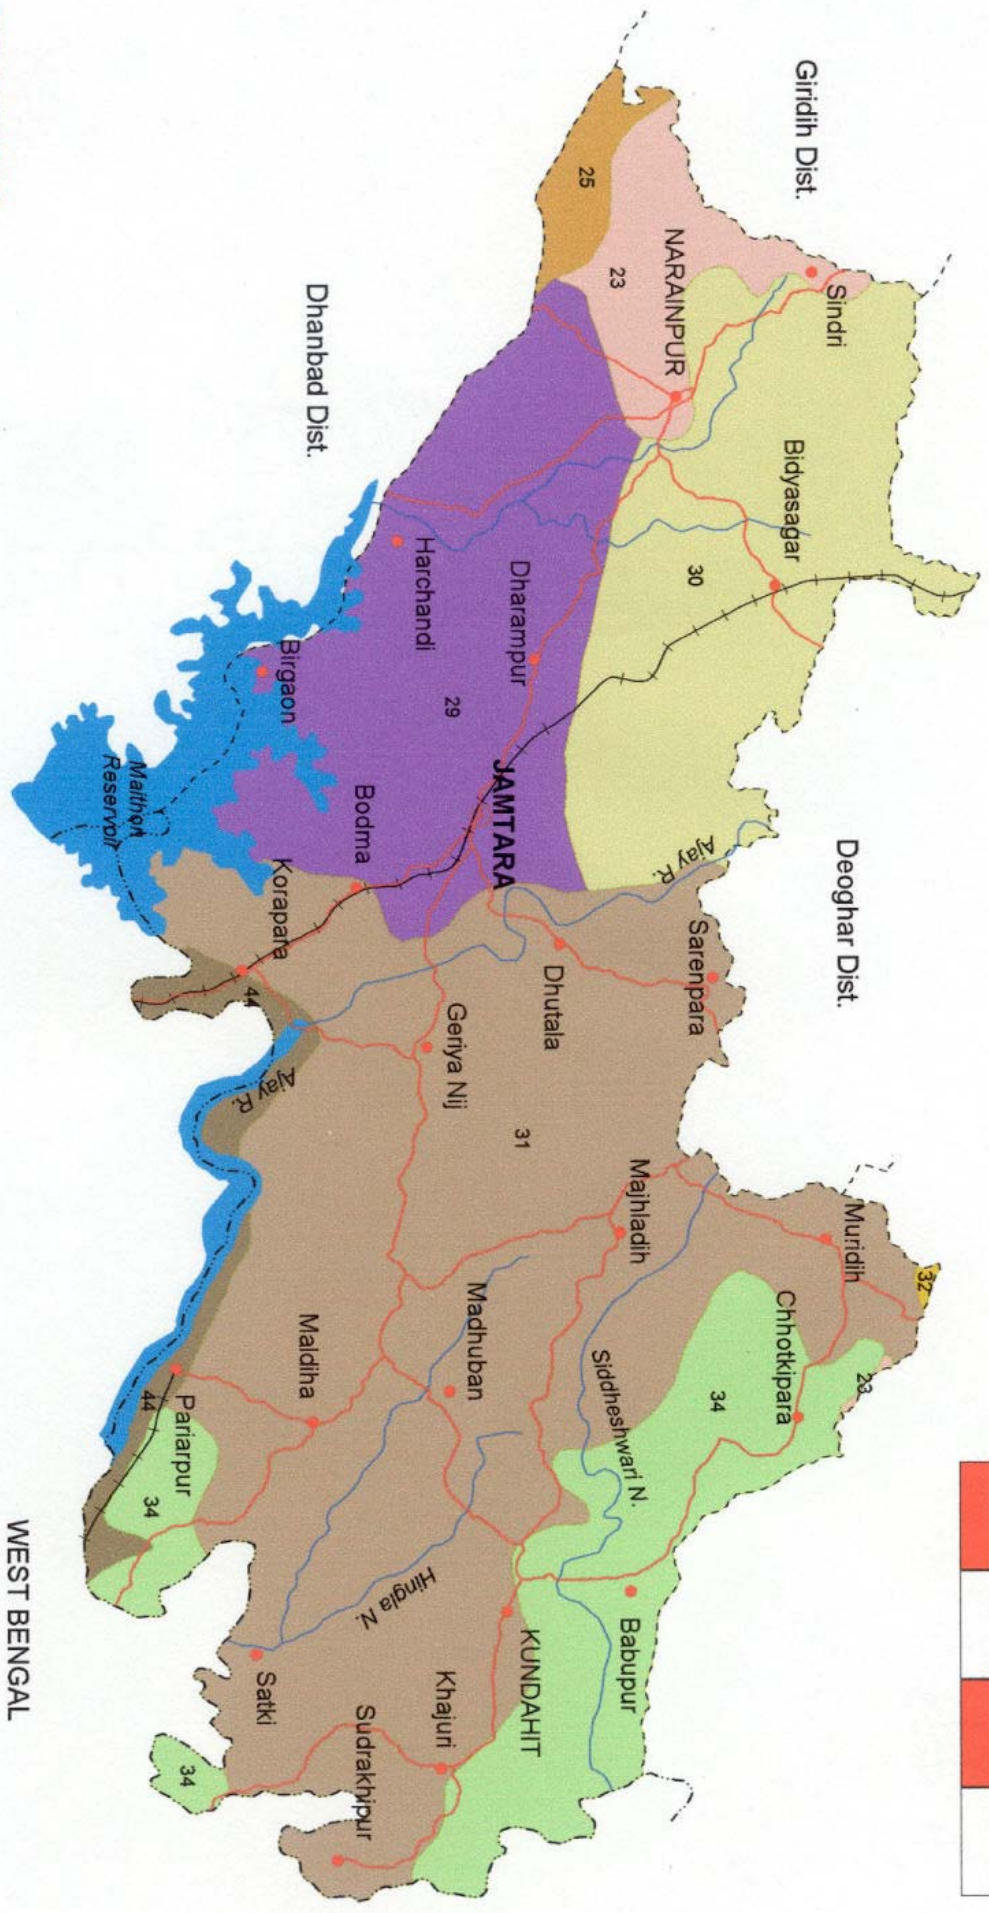 Giridih Dist.
Sindri
NARAINPUR
25
23
Bidyasagar
30
Dhanbad Dist.
Harchandi
Dharampur
29
Birgaon
JAMTARA
Bodma
Maithon
Reservoir
Korapara
44
Ajay R.
Deoghar Dist.
Sarenpara
Dhutala
Geriya Nij
Ajay R.
31
Majhladih
Muridih
32
Chhotkipara
23
34
Siddheshwari N.
Madhuban
Maldiha
Pariarpur
44
34
Hingla N.
KUNDAHIT
Babupur
Satki
Khajuri
Sudrakhipur
34
WEST BENGAL